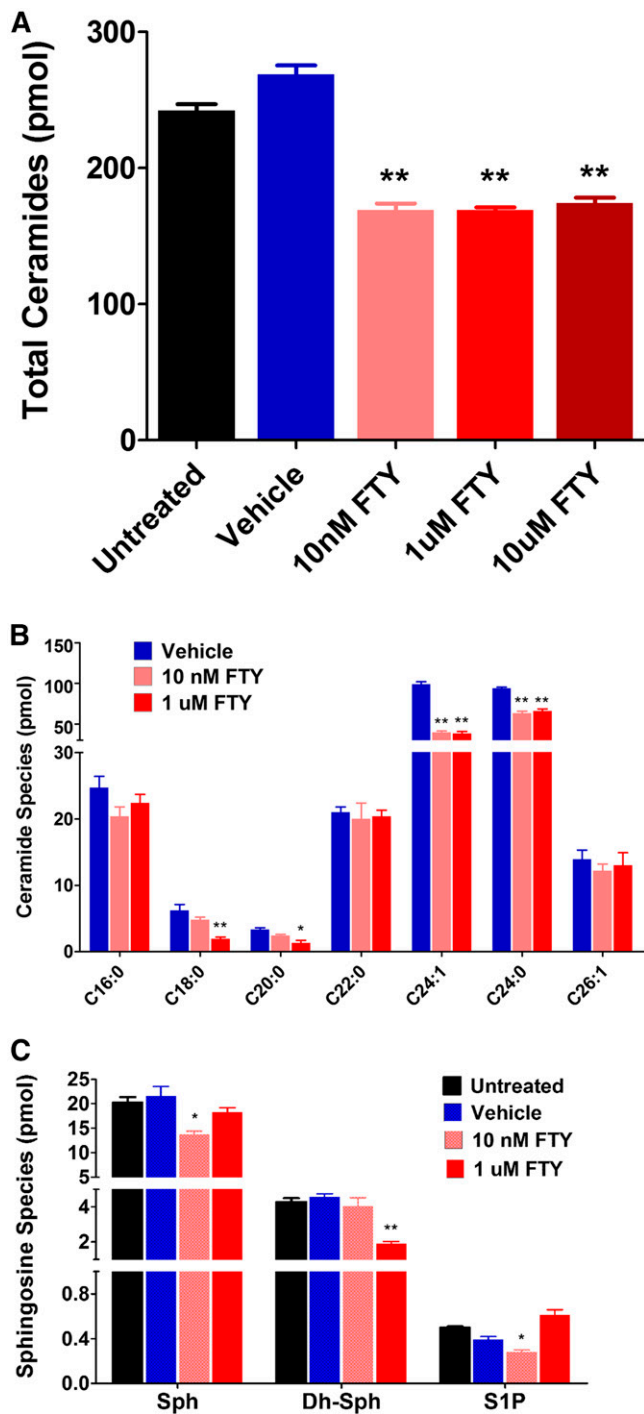 A
Total Ceramides (pmol)
300
200
100
0
** ** **
Untreated Vehicle 10nM FTY 1uM FTY 10uM FTY
B
Ceramide Species (pmol)
Vehicle
10 nM FTY
1 uM FTY
150
100
50
30
20
10
0
** ** ** **
** *
C16:0 C18:0 C20:0 C22:0 C24:1 C24:0 C26:1
C
Sphingosine Species (pmol)
Untreated
Vehicle
10 nM FTY
1 uM FTY
25
20
15
10
5
4
2
0.8
0.4
0.0
*
**
*
Sph Dh-Sph S1P